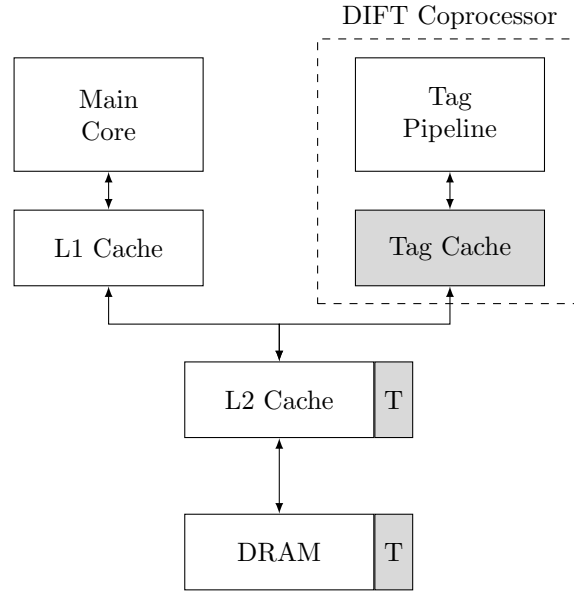 DIFT Coprocessor
Main
Core
Tag
Pipeline
L1 Cache
Tag Cache
L2 Cache
T
DRAM
T